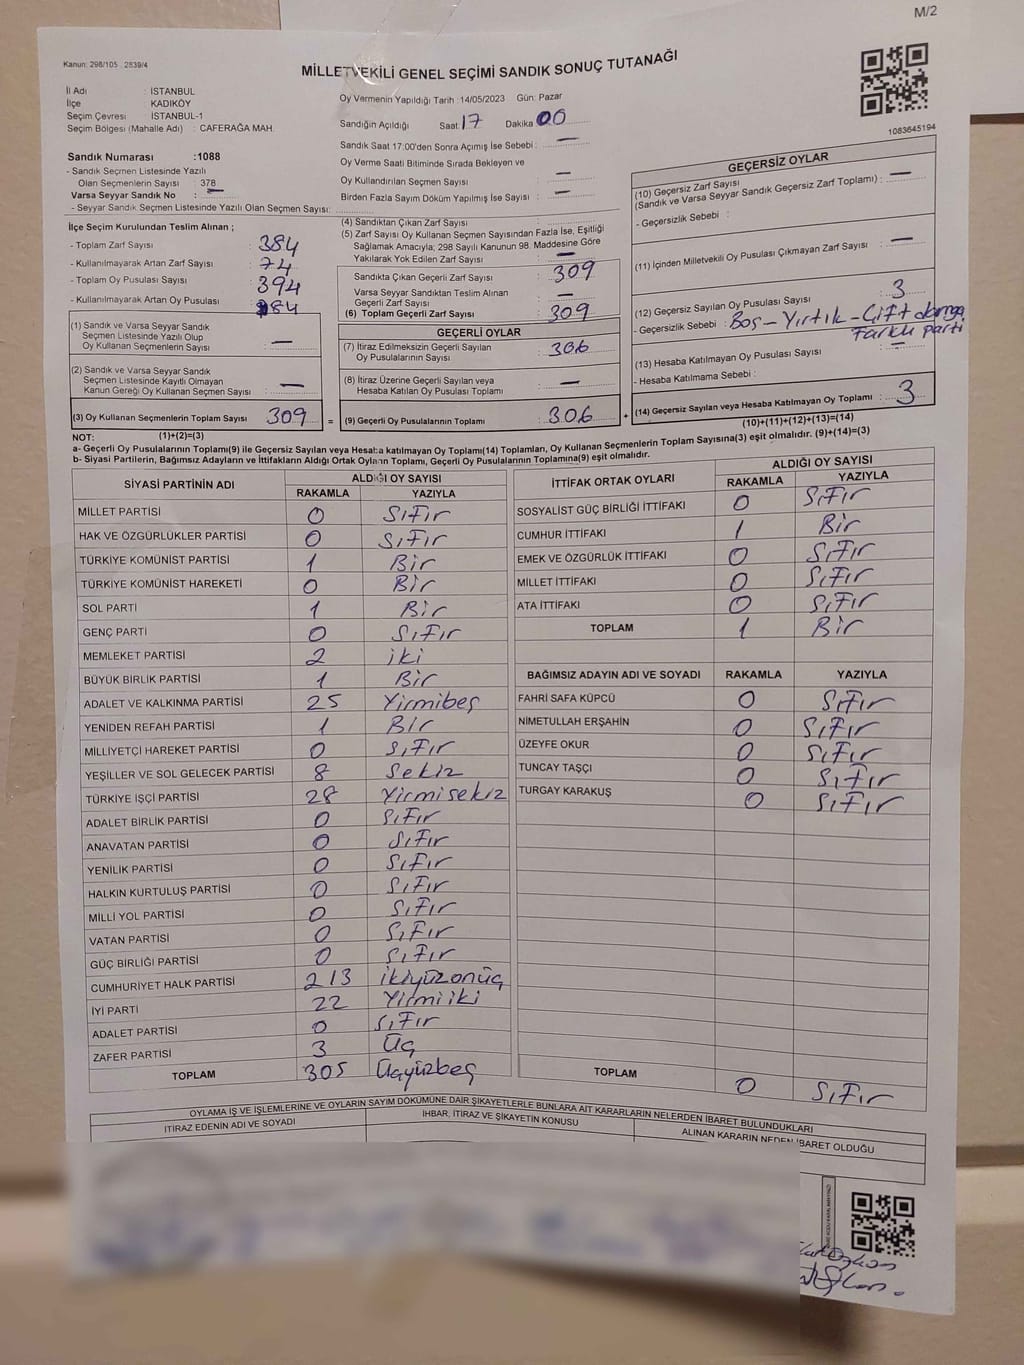 M/2
Kanun: 298/105 . 2839/4
MİLLETVEKİLİ GENEL SEÇİMİ SANDIK SONUÇ TUTANAĞI
1083645194
İl Adı : İSTANBUL
İlçe : KADIKÖY
Seçim Çevresi : İSTANBUL-1
Seçim Bölgesi (Mahalle Adı) : CAFERAĞA MAH.
Sandık Numarası :1088
- Sandık Seçmen Listesinde Yazılı
Olan Seçmenlerin Sayısı : 378
Varsa Seyyar Sandık No : —
- Seyyar Sandık Seçmen Listesinde Yazılı Olan Seçmen Sayısı:
Oy Vermenin Yapıldığı Tarih :14/05/2023 Gün: Pazar
Sandığın Açıldığı Saat: 17 Dakika: 00
Sandık Saat 17:00'den Sonra Açımış İse Sebebi : —
Oy Verme Saati Bitiminde Sırada Bekleyen ve
Oy Kullandırılan Seçmen Sayısı : —
Birden Fazla Sayım Döküm Yapılmış İse Sayısı : —
İlçe Seçim Kurulundan Teslim Alınan ;
- Toplam Zarf Sayısı : 384
- Kullanılmayarak Artan Zarf Sayısı : 74
- Toplam Oy Pusulası Sayısı : 394
- Kullanılmayarak Artan Oy Pusulası : 84
(1) Sandık ve Varsa Seyyar Sandık
Seçmen Listesinde Yazılı Olup
Oy Kullanan Seçmenlerin Sayısı : —
(2) Sandık ve Varsa Seyyar Sandık
Seçmen Listesinde Kayıtlı Olmayan
Kanun Gereği Oy Kullanan Seçmen Sayısı : —
(3) Oy Kullanan Seçmenlerin Toplam Sayısı : 309 =
(1)+(2)=(3)
(4) Sandıktan Çıkan Zarf Sayısı :
(5) Zarf Sayısı Oy Kullanan Seçmen Sayısından Fazla İse, Eşitliği
Sağlamak Amacıyla; 298 Sayılı Kanunun 98. Maddesine Göre
Yakılarak Yok Edilen Zarf Sayısı : —
Sandıkta Çıkan Geçerli Zarf Sayısı : 309
Varsa Seyyar Sandıktan Teslim Alınan
Geçerli Zarf Sayısı : —
(6) Toplam Geçerli Zarf Sayısı : 309
GEÇERLİ OYLAR
(7) İtiraz Edilmeksizin Geçerli Sayılan
Oy Pusulalarının Sayısı : 306
(8) İtiraz Üzerine Geçerli Sayılan veya
Hesaba Katılan Oy Pusulası Toplamı : —
(9) Geçerli Oy Pusulalarının Toplamı : 306 +
GEÇERSİZ OYLAR
(10) Geçersiz Zarf Sayısı
(Sandık ve Varsa Seyyar Sandık Geçersiz Zarf Toplamı) : —
- Geçersizlik Sebebi :
(11) İçinden Milletvekili Oy Pusulası Çıkmayan Zarf Sayısı : —
(12) Geçersiz Sayılan Oy Pusulası Sayısı : 3
- Geçersizlik Sebebi : Boş - Yırtık - Çift damga
Farklı parti
(13) Hesaba Katılmayan Oy Pusulası Sayısı : —
- Hesaba Katılmama Sebebi :
(14) Geçersiz Sayılan veya Hesaba Katılmayan Oy Toplamı : 3
(10)+(11)+(12)+(13)=(14)
NOT:
a- Geçerli Oy Pusulalarının Toplamı(9) ile Geçersiz Sayılan veya Hesaba katılmayan Oy Toplamı(14) Toplamları, Oy Kullanan Seçmenlerin Toplam Sayısına(3) eşit olmalıdır. (9)+(14)=(3)
b- Siyasi Partilerin, Bağımsız Adayların ve İttifakların Aldığı Ortak Oyların Toplamı, Geçerli Oy Pusulalarının Toplamına(9) eşit olmalıdır.
SİYASİ PARTİNİN ADI ALDIĞI OY SAYISI
RAKAMLA YAZIYLA
MİLLET PARTİSİ 0 Sıfır
HAK VE ÖZGÜRLÜKLER PARTİSİ 0 Sıfır
TÜRKİYE KOMÜNİST PARTİSİ 1 Bir
TÜRKİYE KOMÜNİST HAREKETİ 0 Bir
SOL PARTİ 1 Bir
GENÇ PARTİ 0 Sıfır
MEMLEKET PARTİSİ 2 iki
BÜYÜK BİRLİK PARTİSİ 1 Bir
ADALET VE KALKINMA PARTİSİ 25 Yirmibeş
YENİDEN REFAH PARTİSİ 1 Bir
MİLLİYETÇİ HAREKET PARTİSİ 0 Sıfır
YEŞİLLER VE SOL GELECEK PARTİSİ 8 Sekiz
TÜRKİYE İŞÇİ PARTİSİ 28 Yirmisekiz
ADALET BİRLİK PARTİSİ 0 Sıfır
ANAVATAN PARTİSİ 0 Sıfır
YENİLİK PARTİSİ 0 Sıfır
HALKIN KURTULUŞ PARTİSİ 0 Sıfır
MİLLİ YOL PARTİSİ 0 Sıfır
VATAN PARTİSİ 0 Sıfır
GÜÇ BİRLİĞİ PARTİSİ 0 Sıfır
CUMHURİYET HALK PARTİSİ 213 ikiyüzonüç
İYİ PARTİ 22 Yirmiiki
ADALET PARTİSİ 0 Sıfır
ZAFER PARTİSİ 3 Üç
TOPLAM 305 Üçyüzbeş
İTTİFAK ORTAK OYLARI ALDIĞI OY SAYISI
RAKAMLA YAZIYLA
SOSYALİST GÜÇ BİRLİĞİ İTTİFAKI 0 Sıfır
CUMHUR İTTİFAKI 1 Bir
EMEK VE ÖZGÜRLÜK İTTİFAKI 0 Sıfır
MİLLET İTTİFAKI 0 Sıfır
ATA İTTİFAKI 0 Sıfır
TOPLAM 1 Bir
BAĞIMSIZ ADAYIN ADI VE SOYADI RAKAMLA YAZIYLA
FAHRİ SAFA KÜPCÜ 0 Sıfır
NİMETULLAH ERŞAHİN 0 Sıfır
ÜZEYFE OKUR 0 Sıfır
TUNCAY TAŞÇI 0 Sıfır
TURGAY KARAKUŞ 0 Sıfır
TOPLAM 0 Sıfır
OYLAMA İŞ VE İŞLEMLERİNE VE OYLARIN SAYIM DÖKÜMÜNE DAİR ŞİKAYETLERLE BUNLARA AİT KARARLARIN NELERDEN İBARET BULUNDUKLARI
İTİRAZ EDENİN ADI VE SOYADI İHBAR, İTİRAZ VE ŞİKAYETİN KONUSU ALINAN KARARIN NEDEN İBARET OLDUĞU